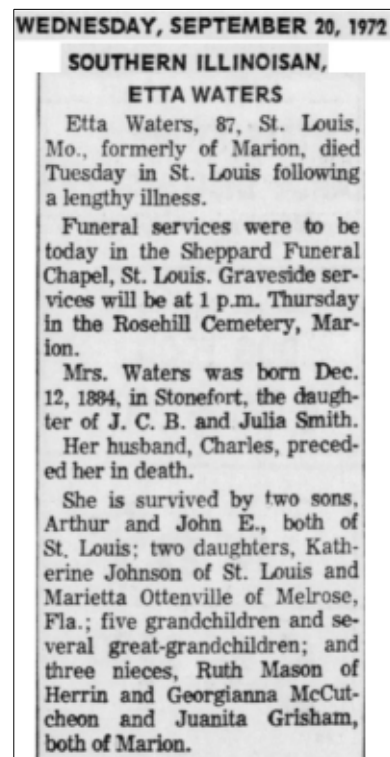 WEDNESDAY, SEPTEMBER 20, 1972
SOUTHERN ILLINOISAN,
ETTA WATERS
Etta Waters, 87, St. Louis,
Mo., formerly of Marion, died
Tuesday in St. Louis following
a lengthy illness.
Funeral services were to be
today in the Sheppard Funeral
Chapel, St. Louis. Graveside ser-
vices will be at 1 p.m. Thursday
in the Rosehill Cemetery, Mar-
ion.
Mrs. Waters was born Dec.
12, 1884, in Stonefort, the daugh-
ter of J. C. B. and Julia Smith.
Her husband, Charles, preced-
ed her in death.
She is survived by two sons,
Arthur and John E., both of
St. Louis; two daughters, Kath-
erine Johnson of St. Louis and
Marietta Ottenville of Melrose,
Fla.; five grandchildren and se-
veral great-grandchildren; and
three nieces, Ruth Mason of
Herrin and Georgianna McCut-
cheon and Juanita Grisham,
both of Marion.